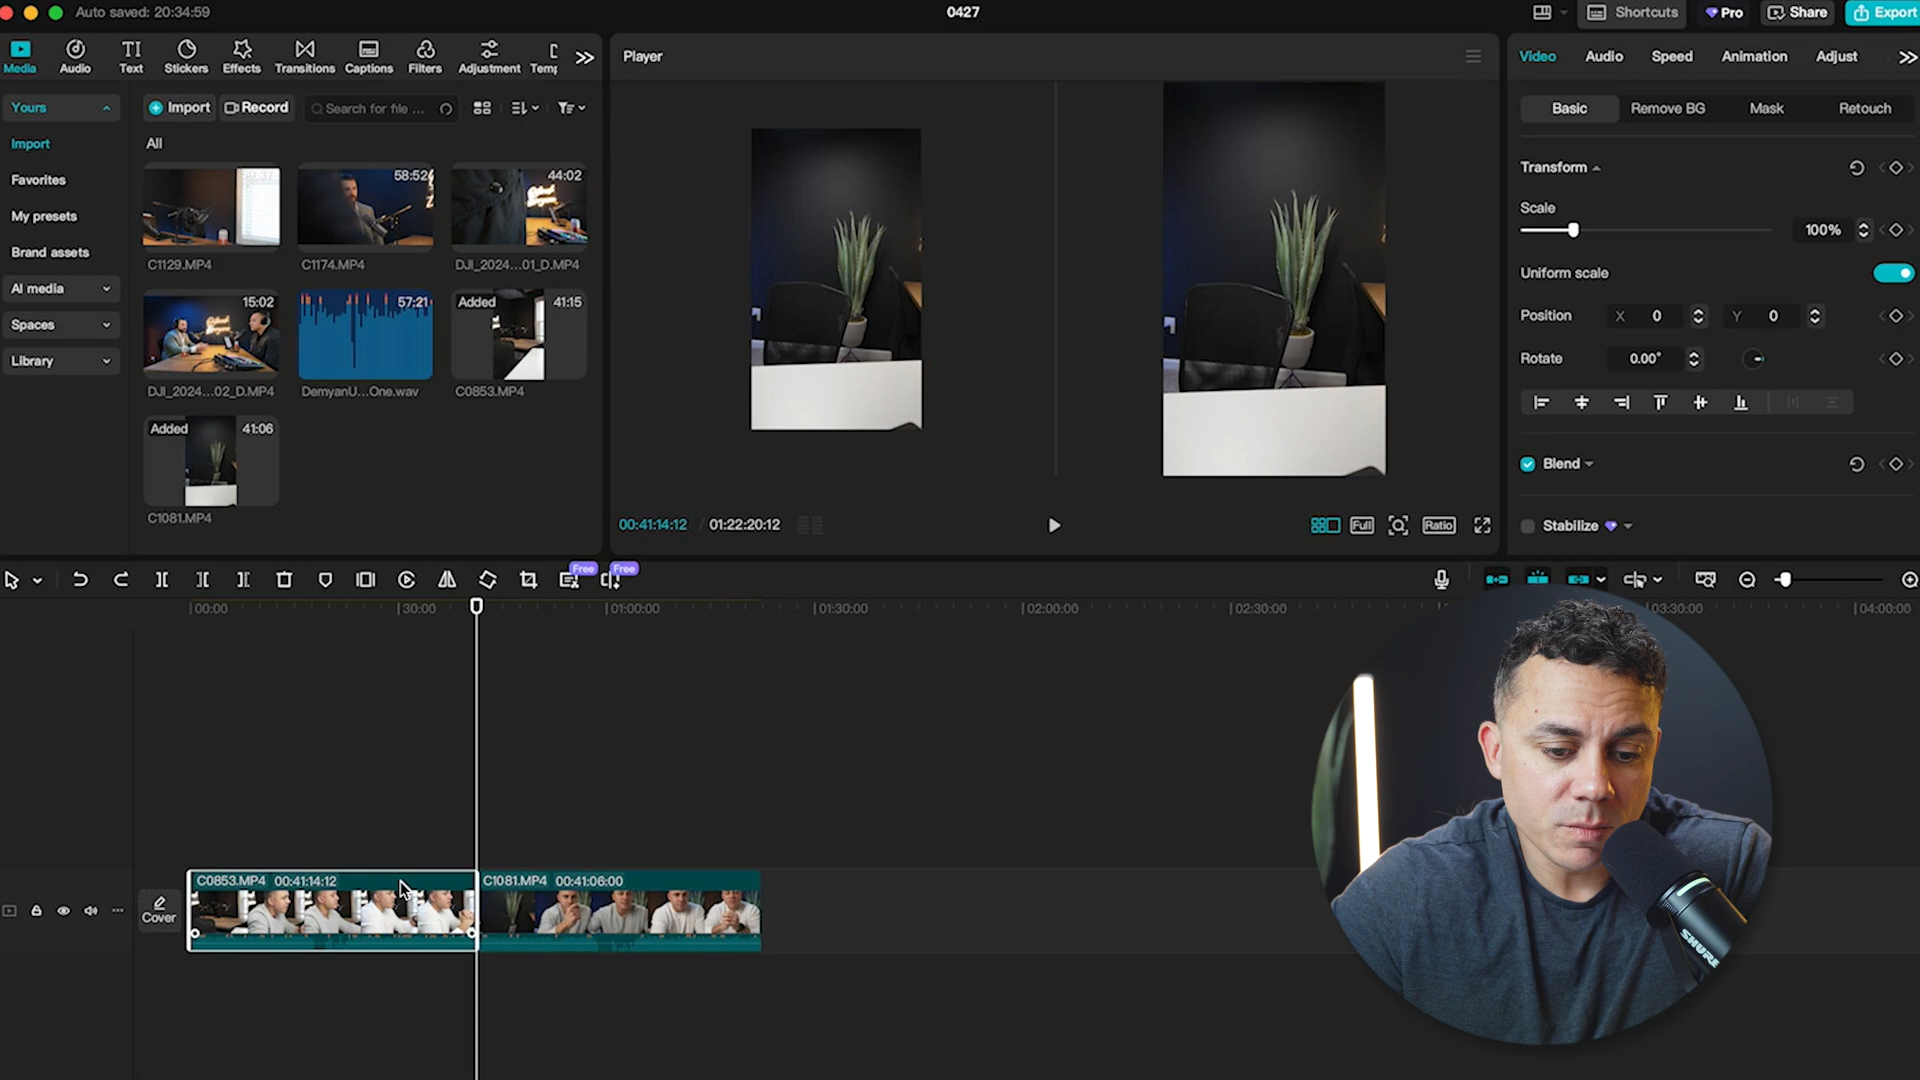 Auto saved: 20:34:59
0427
Shortcuts
Pro
Share
Export
Media
Audio
Text
Stickers
Effects
Transitions
Captions
Filters
Adjustment
Temp
Player
Video
Audio
Speed
Animation
Adjust
Yours
Import
Record
Search for file ...
Basic
Remove BG
Mask
Retouch
Import
All
Favorites
My presets
Brand assets
AI media
Spaces
Library
58:52
44:02
C1129.MP4
C1174.MP4
DJI_2024...01_D.MP4
15:02
57:21
Added
41:15
DJI_2024...02_D.MP4
DemyanU...One.wav
C0853.MP4
Added
41:06
C1081.MP4
Transform
Scale
100%
Uniform scale
Position
X
0
Y
0
Rotate
0.00°
Blend
Stabilize
00:41:14:12
/
01:22:20:12
Full
Ratio
Free
Free
00:00
30:00
01:00:00
01:30:00
02:00:00
02:30:00
03:30:00
04:00:00
C0853.MP4 00:41:14:12
C1081.MP4 00:41:06:00
Cover
SHURE